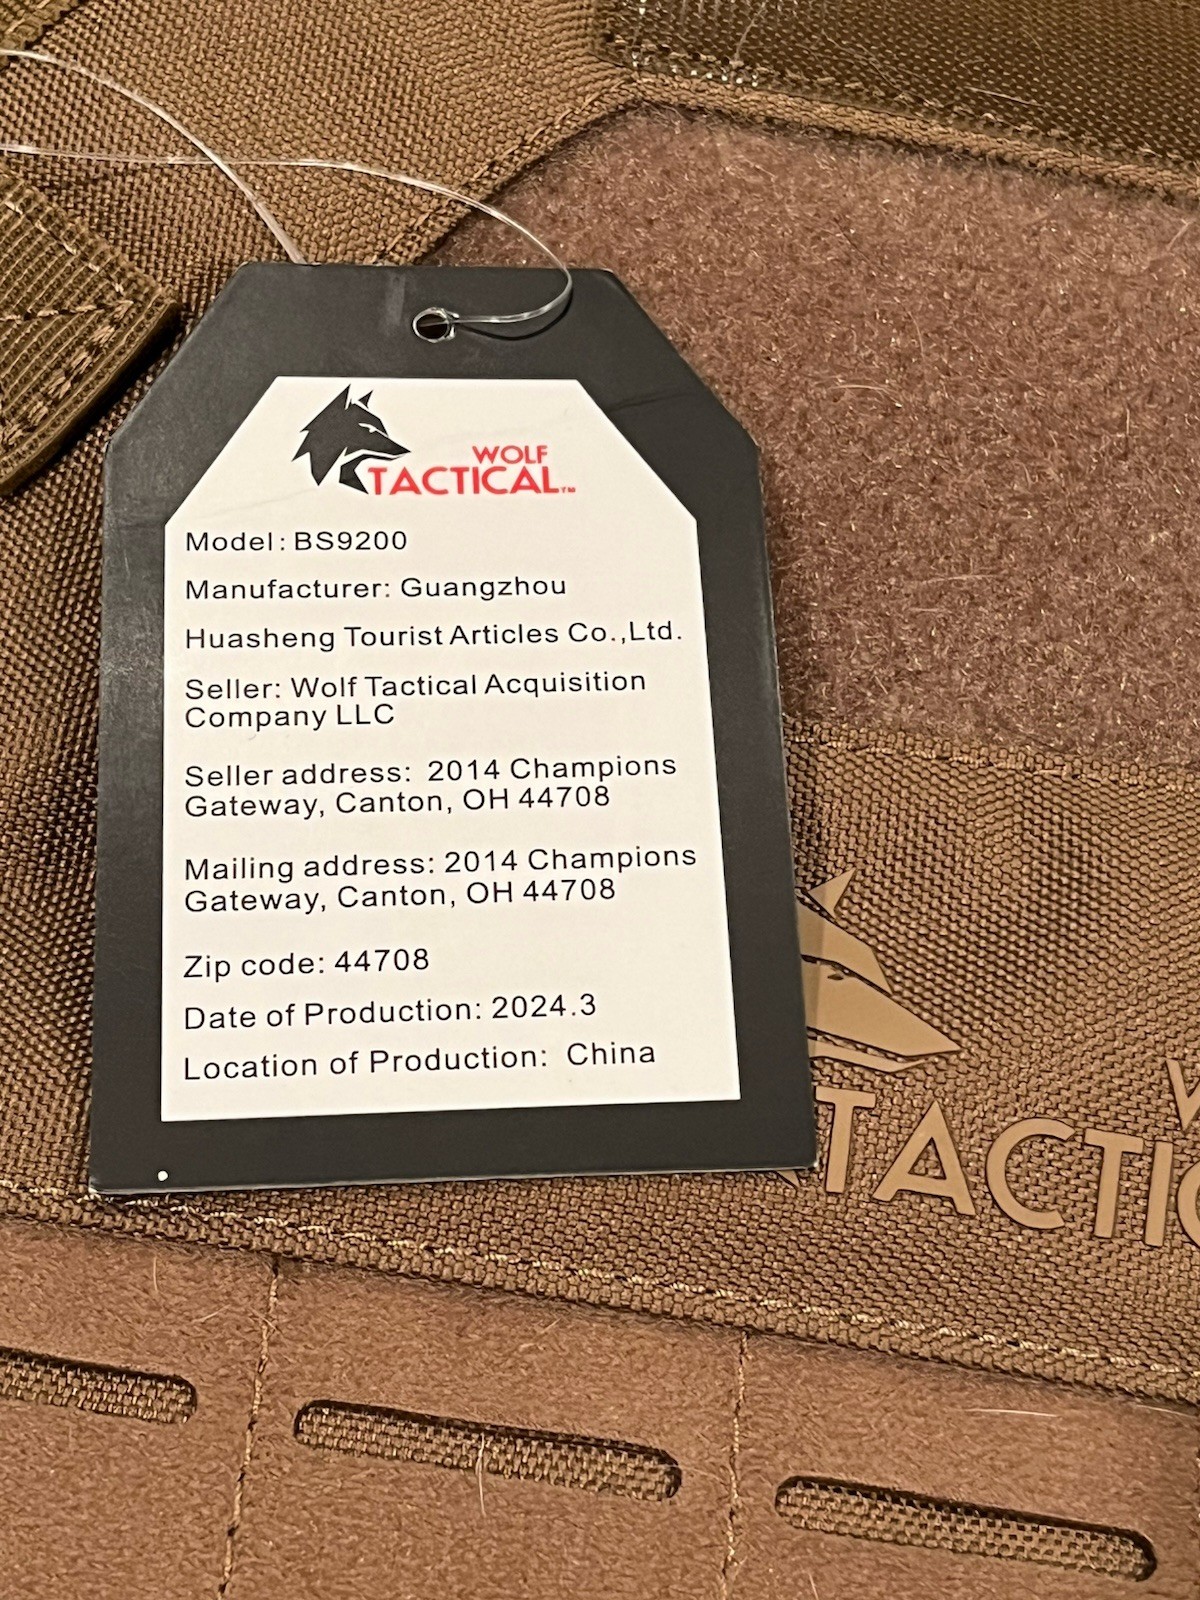 WOLF
TACTICAL™
Model: BS9200
Manufacturer: Guangzhou
Huasheng Tourist Articles Co.,Ltd.
Seller: Wolf Tactical Acquisition
Company LLC
Seller address: 2014 Champions
Gateway, Canton, OH 44708
Mailing address: 2014 Champions
Gateway, Canton, OH 44708
Zip code: 44708
Date of Production: 2024.3
Location of Production: China
TACTIC